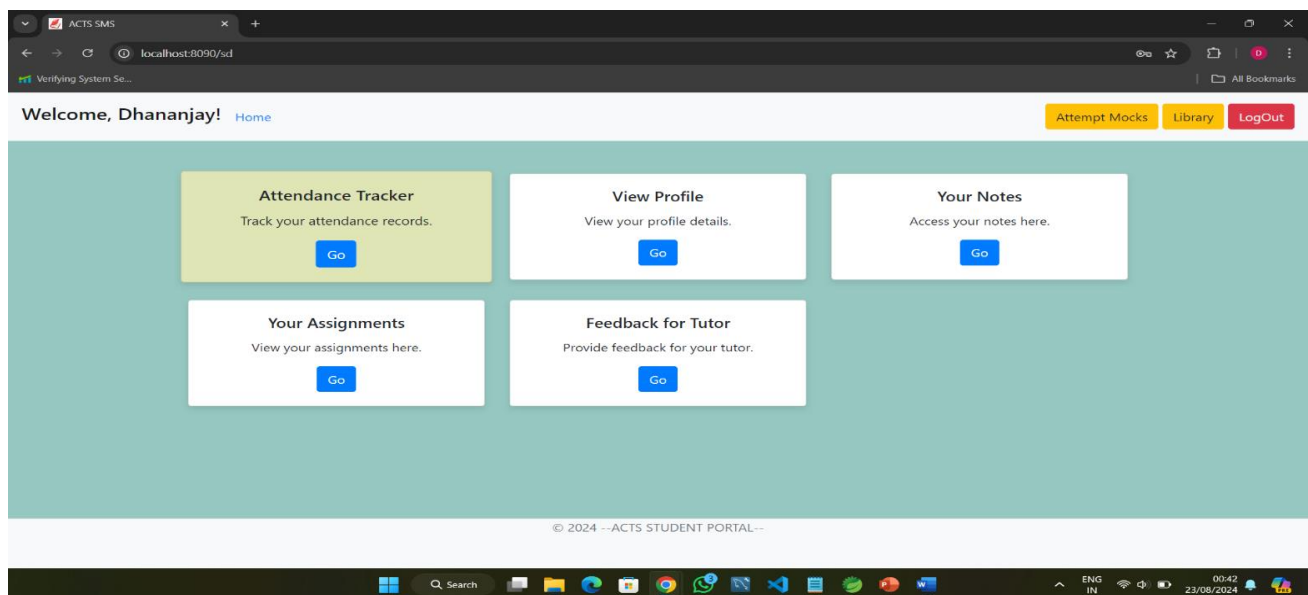 ACTS SMS
localhost:8090/sd
D
Verifying System Se...
All Bookmarks
Welcome, Dhananjay! Home
Attempt Mocks Library LogOut
Attendance Tracker
Track your attendance records.
Go
View Profile
View your profile details.
Go
Your Notes
Access your notes here.
Go
Your Assignments
View your assignments here.
Go
Feedback for Tutor
Provide feedback for your tutor.
Go
© 2024 --ACTS STUDENT PORTAL--
Search
ENG
IN
00:42
23/08/2024